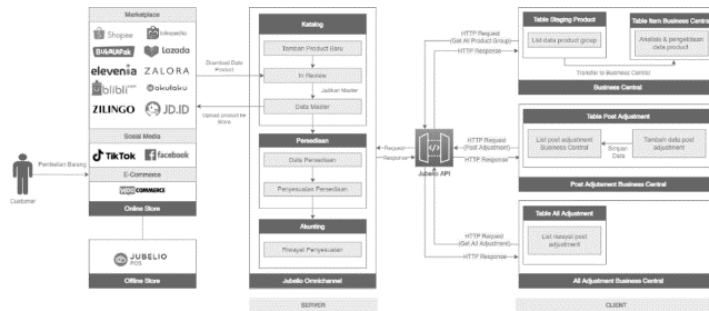 Marketplace
Shopee
tokopedia
BukaLapak
Lazada
elevenia
ZALORA
blibli.com
akulaku
ZILINGO
JD.ID
Sosial Media
TikTok
facebook
E-Commerce
WOO COMMERCE
Online Store
JUBELIO
POS
Offline Store
Customer
Pembelian Barang
Download Data
Product
Upload product to
Store
Katalog
Tambah Product Baru
In Review
Jadikan Master
Data Master
Persediaan
Data Persediaan
Penyesuaian Persediaan
Akunting
Riwayat Penyesuaian
Jubelio Omnichannel
SERVER
Request
Response
Jubelio API
HTTP Request
(Get All Product Group)
HTTP Response
HTTP Request
(Post Adjustment)
HTTP Response
HTTP Request
(Get All Adjustment)
HTTP Response
Table Staging Product
List data product group
Table Item Business Central
Analisis & pengelolaan
data product
Transfer to Business Central
Business Central
Table Post Adjustment
List post adjustment
Business Central
Simpan
Data
Tambah data post
adjustment
Post Adjustment Business Central
Table All Adjustment
List riwayat post
adjustment
All Adjustment Business Central
CLIENT